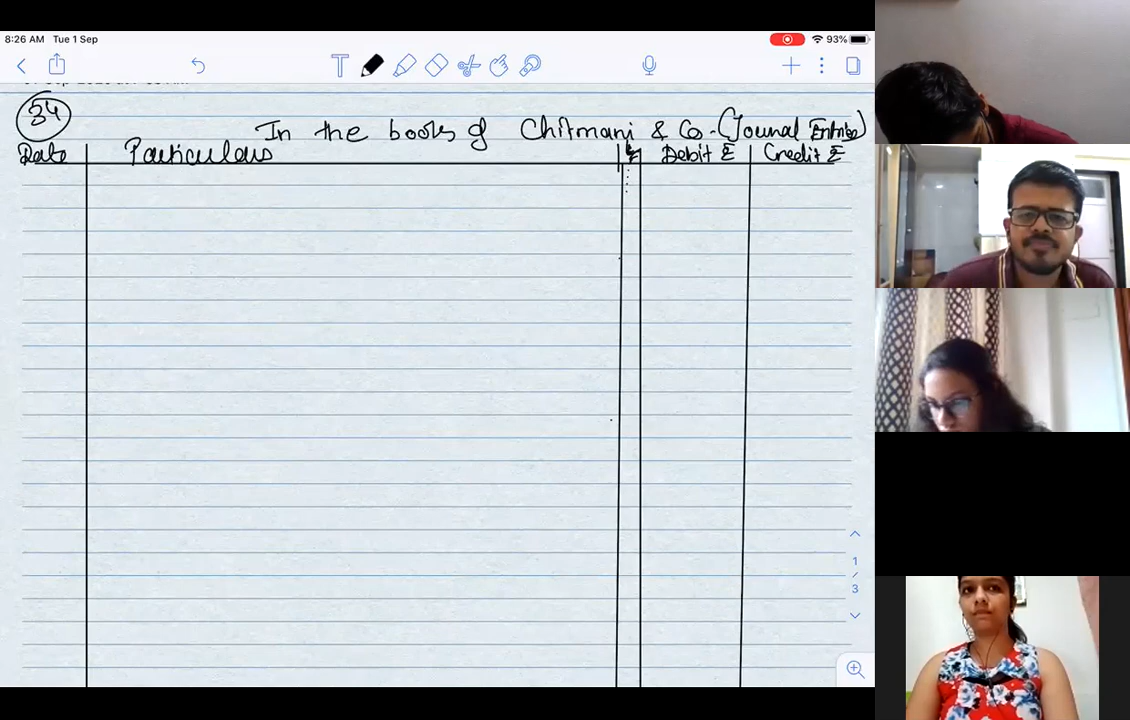 8:26 AM Tue 1 Sep
93%
34
In the books of Chitmani & Co. (Journal Entries)
Date Particulars Debit ₹ Credit ₹
1
/
3